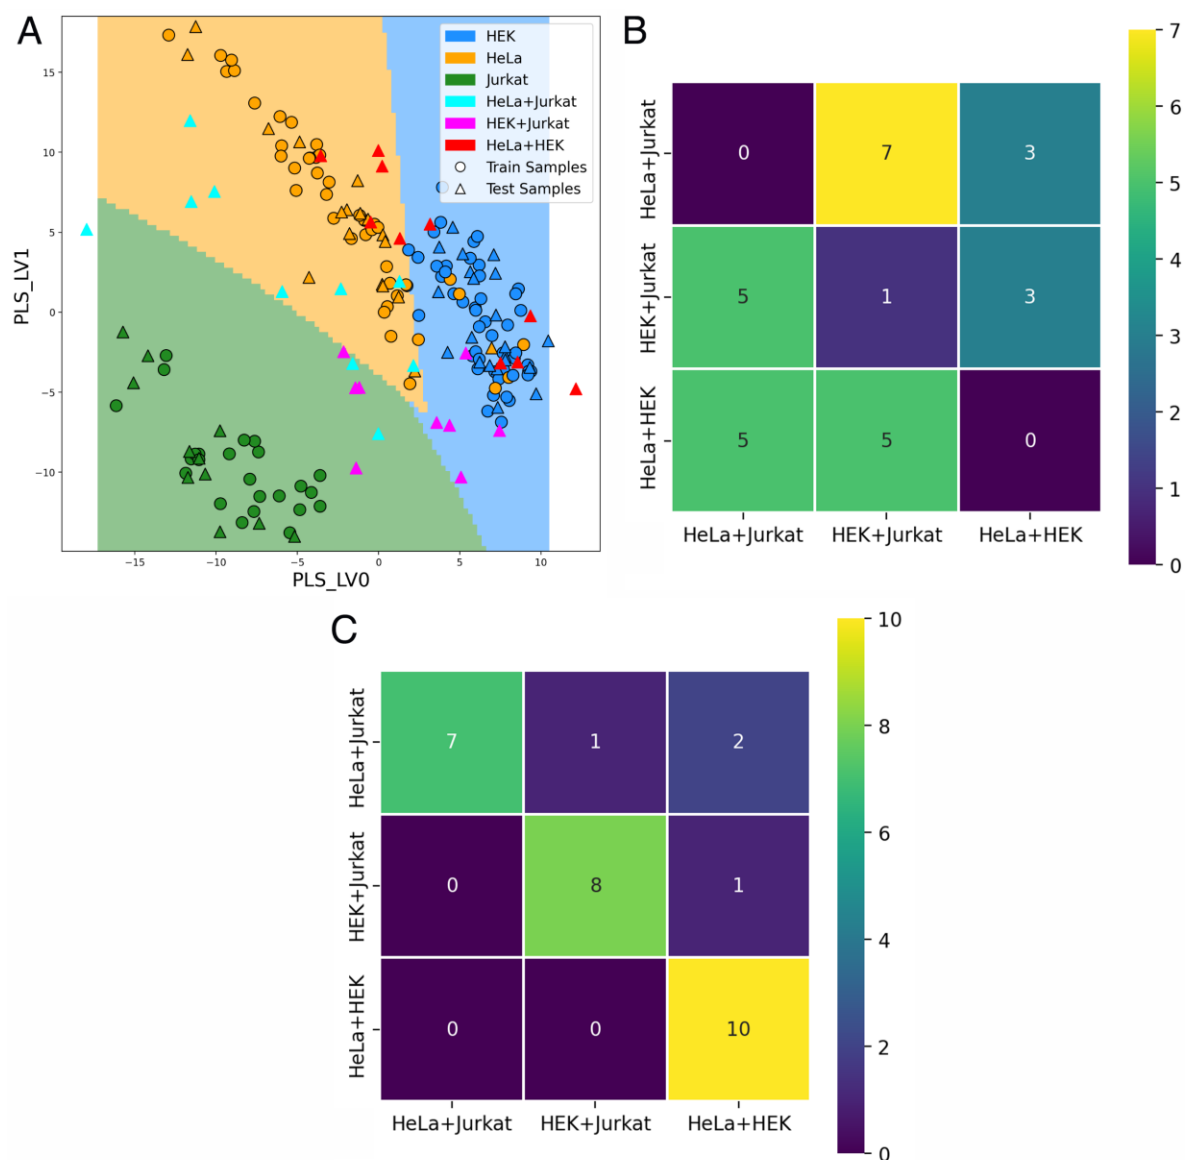 A
HEK
HeLa
Jurkat
HeLa+Jurkat
HEK+Jurkat
HeLa+HEK
Train Samples
Test Samples
15
10
5
0
−5
−10
PLS_LV1
−15
−10
−5
0
5
10
PLS_LV0
B
HeLa+Jurkat
HEK+Jurkat
HeLa+HEK
0
7
3
5
1
3
5
5
0
HeLa+Jurkat
HEK+Jurkat
HeLa+HEK
7
6
5
4
3
2
1
0
C
HeLa+Jurkat
HEK+Jurkat
HeLa+HEK
7
1
2
0
8
1
0
0
10
HeLa+Jurkat
HEK+Jurkat
HeLa+HEK
10
8
6
4
2
0